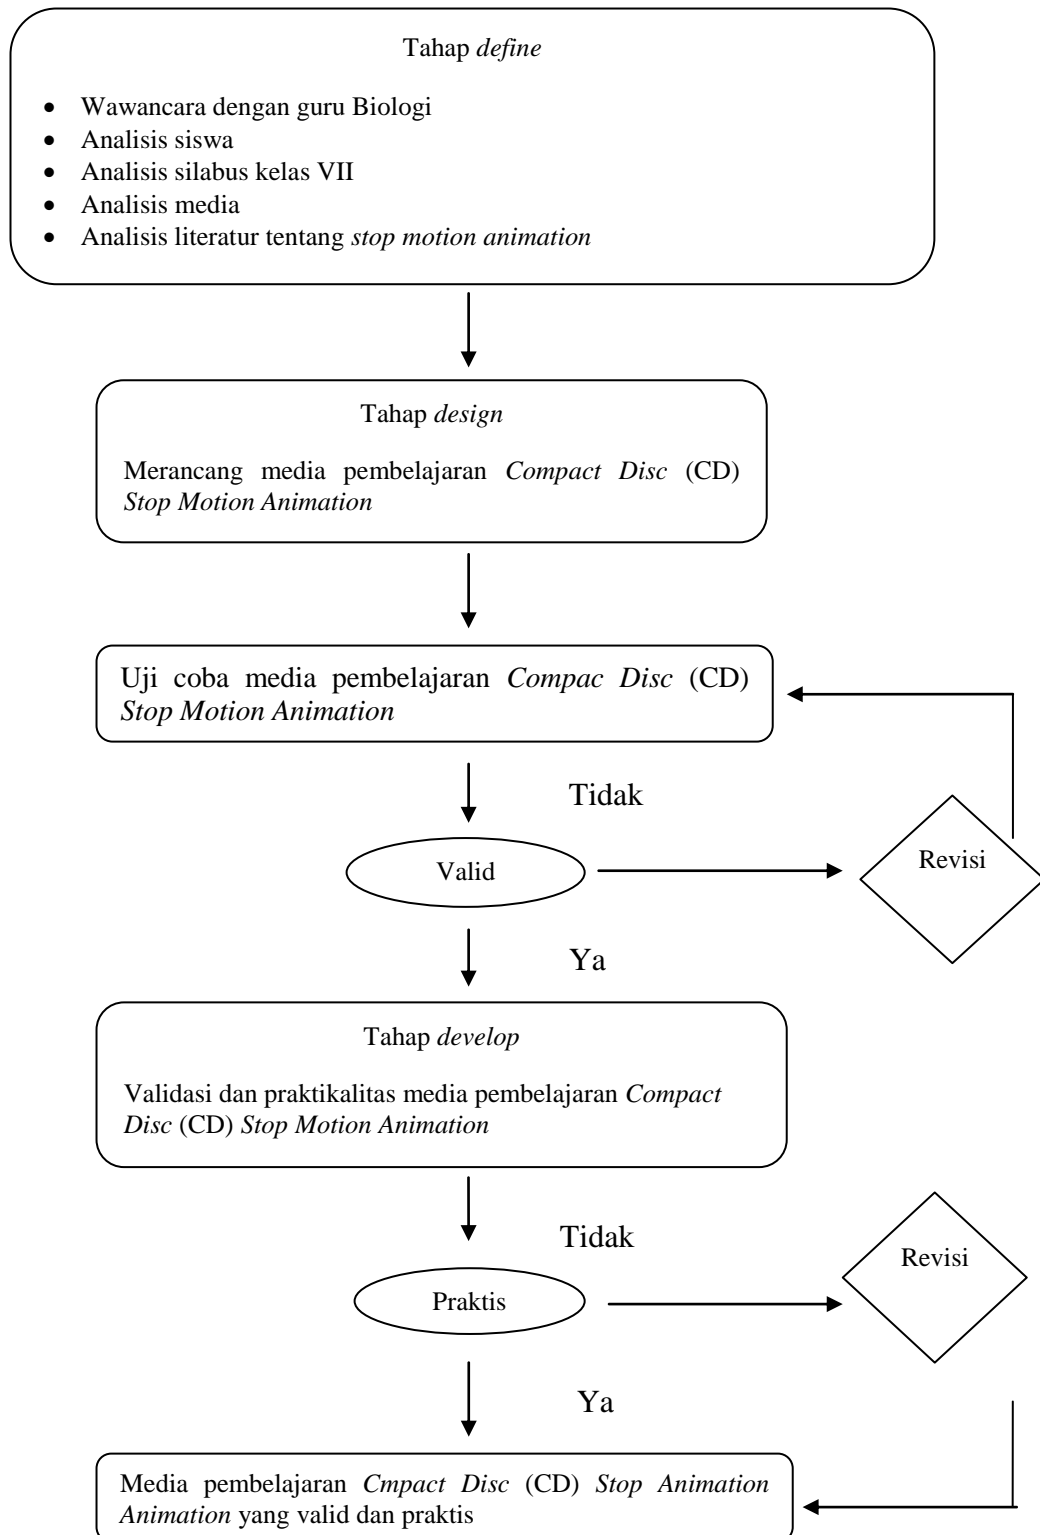 Tahap define
• Wawancara dengan guru Biologi
• Analisis siswa
• Analisis silabus kelas VII
• Analisis media
• Analisis literatur tentang stop motion animation
Tahap design
Merancang media pembelajaran Compact Disc (CD)
Stop Motion Animation
Uji coba media pembelajaran Compac Disc (CD)
Stop Motion Animation
Tidak
Valid
Revisi
Ya
Tahap develop
Validasi dan praktikalitas media pembelajaran Compact
Disc (CD) Stop Motion Animation
Tidak
Praktis
Revisi
Ya
Media pembelajaran Cmpact Disc (CD) Stop Animation
Animation yang valid dan praktis